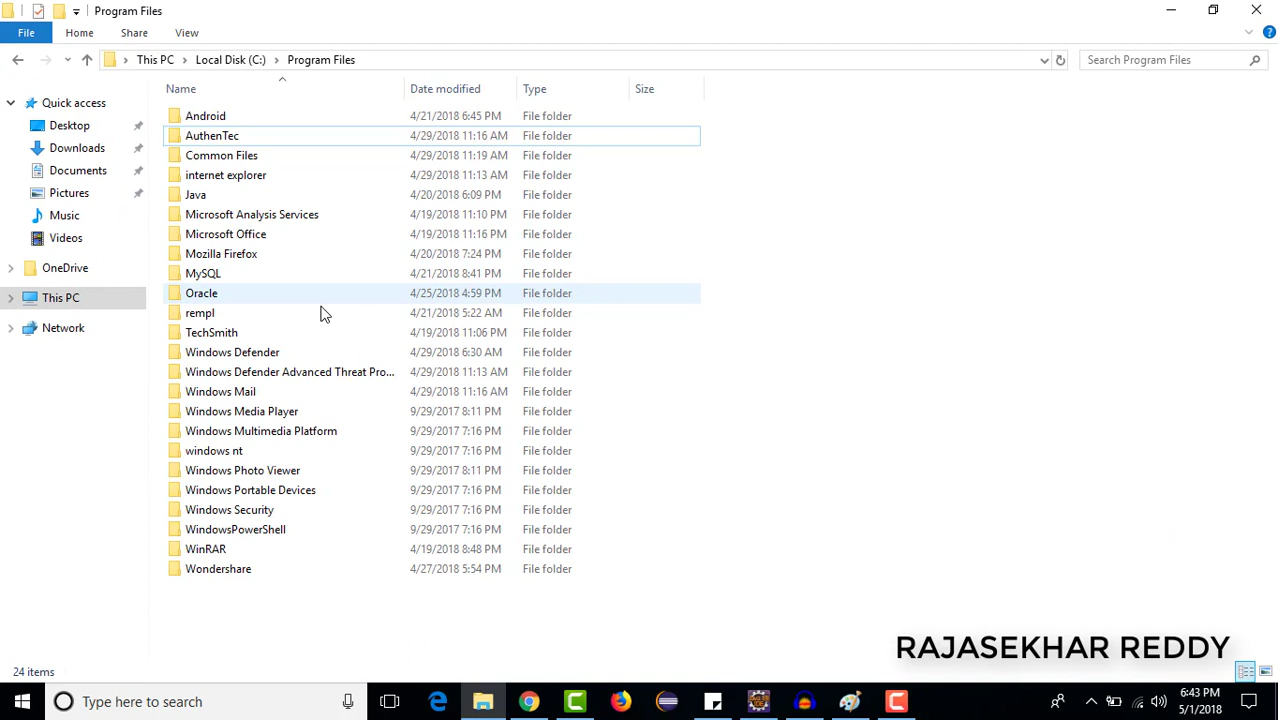 Program Files
File Home Share View
This PC Local Disk (C:) Program Files Search Program Files
Name Date modified Type Size
Quick access
Desktop
Downloads
Documents
Pictures
Music
Videos
OneDrive
This PC
Network
Android 4/21/2018 6:45 PM File folder
AuthenTec 4/29/2018 11:16 AM File folder
Common Files 4/29/2018 11:19 AM File folder
internet explorer 4/29/2018 11:13 AM File folder
Java 4/20/2018 6:09 PM File folder
Microsoft Analysis Services 4/19/2018 11:10 PM File folder
Microsoft Office 4/19/2018 11:16 PM File folder
Mozilla Firefox 4/20/2018 7:24 PM File folder
MySQL 4/21/2018 8:41 PM File folder
Oracle 4/25/2018 4:59 PM File folder
rempl 4/21/2018 5:22 AM File folder
TechSmith 4/19/2018 11:06 PM File folder
Windows Defender 4/29/2018 6:30 AM File folder
Windows Defender Advanced Threat Pro... 4/29/2018 11:13 AM File folder
Windows Mail 4/29/2018 11:16 AM File folder
Windows Media Player 9/29/2017 8:11 PM File folder
Windows Multimedia Platform 9/29/2017 7:16 PM File folder
windows nt 9/29/2017 7:16 PM File folder
Windows Photo Viewer 9/29/2017 8:11 PM File folder
Windows Portable Devices 9/29/2017 7:16 PM File folder
Windows Security 9/29/2017 7:16 PM File folder
WindowsPowerShell 9/29/2017 7:16 PM File folder
WinRAR 4/19/2018 8:48 PM File folder
Wondershare 4/27/2018 5:54 PM File folder
RAJASEKHAR REDDY
24 items
Type here to search
6:43 PM
5/1/2018